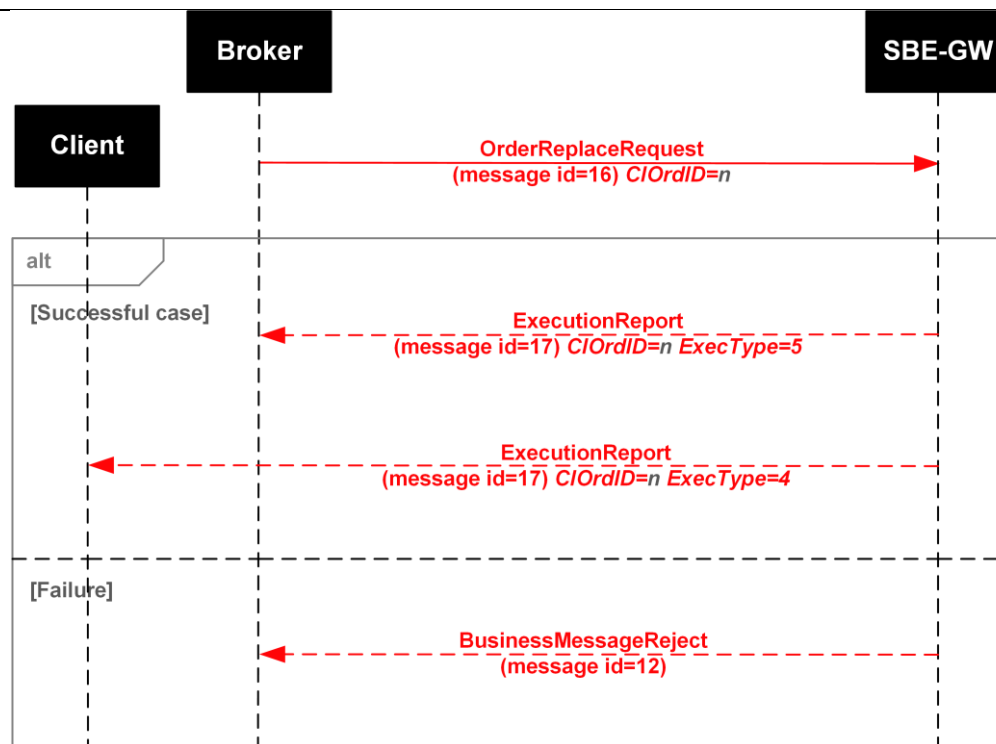 Broker
SBE-GW
Client
OrderReplaceRequest
(message id=16) ClOrdID=n
alt
[Successful case]
ExecutionReport
(message id=17) ClOrdID=n ExecType=5
ExecutionReport
(message id=17) ClOrdID=n ExecType=4
[Failure]
BusinessMessageReject
(message id=12)